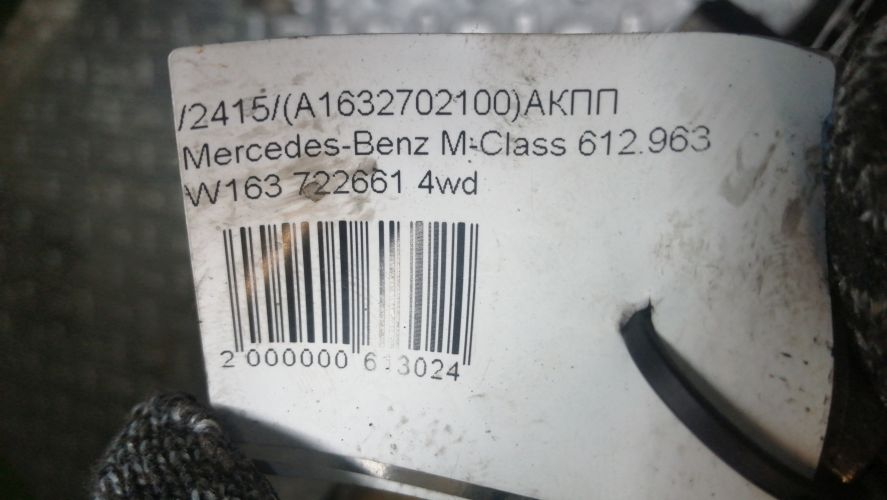 /2415/(A1632702100)АКПП
Mercedes-Benz M-Class 612.963
W163 722661 4wd
2 000000 613024